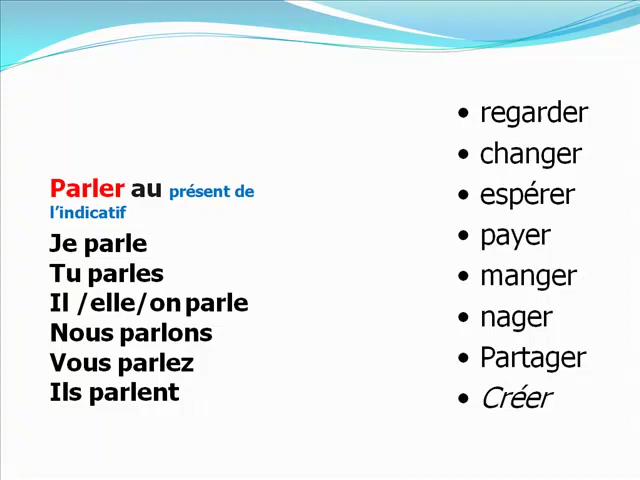 Parler au présent de
l’indicatif
Je parle
Tu parles
Il /elle/on parle
Nous parlons
Vous parlez
Ils parlent
• regarder
• changer
• espérer
• payer
• manger
• nager
• Partager
• Créer